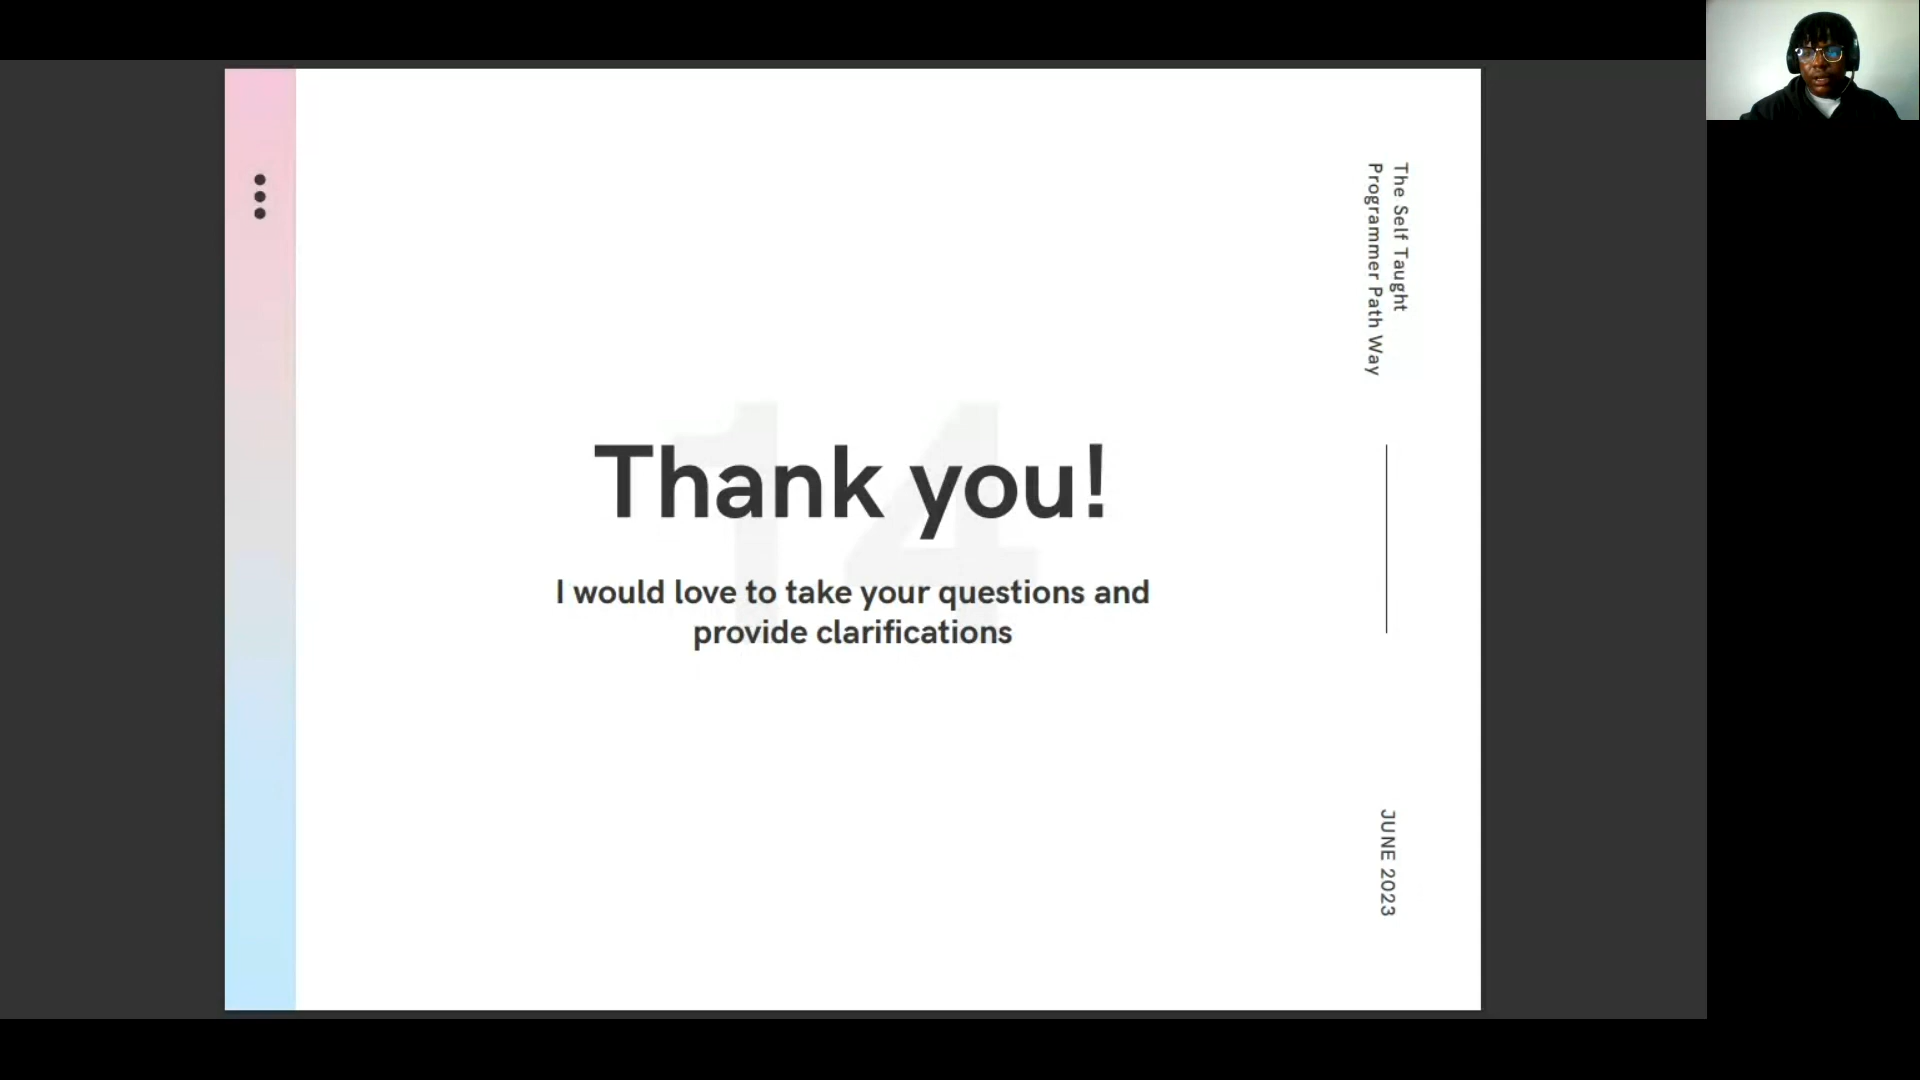 The Self Taught
Programmer Path Way
14
Thank you!
I would love to take your questions and
provide clarifications
JUNE 2023